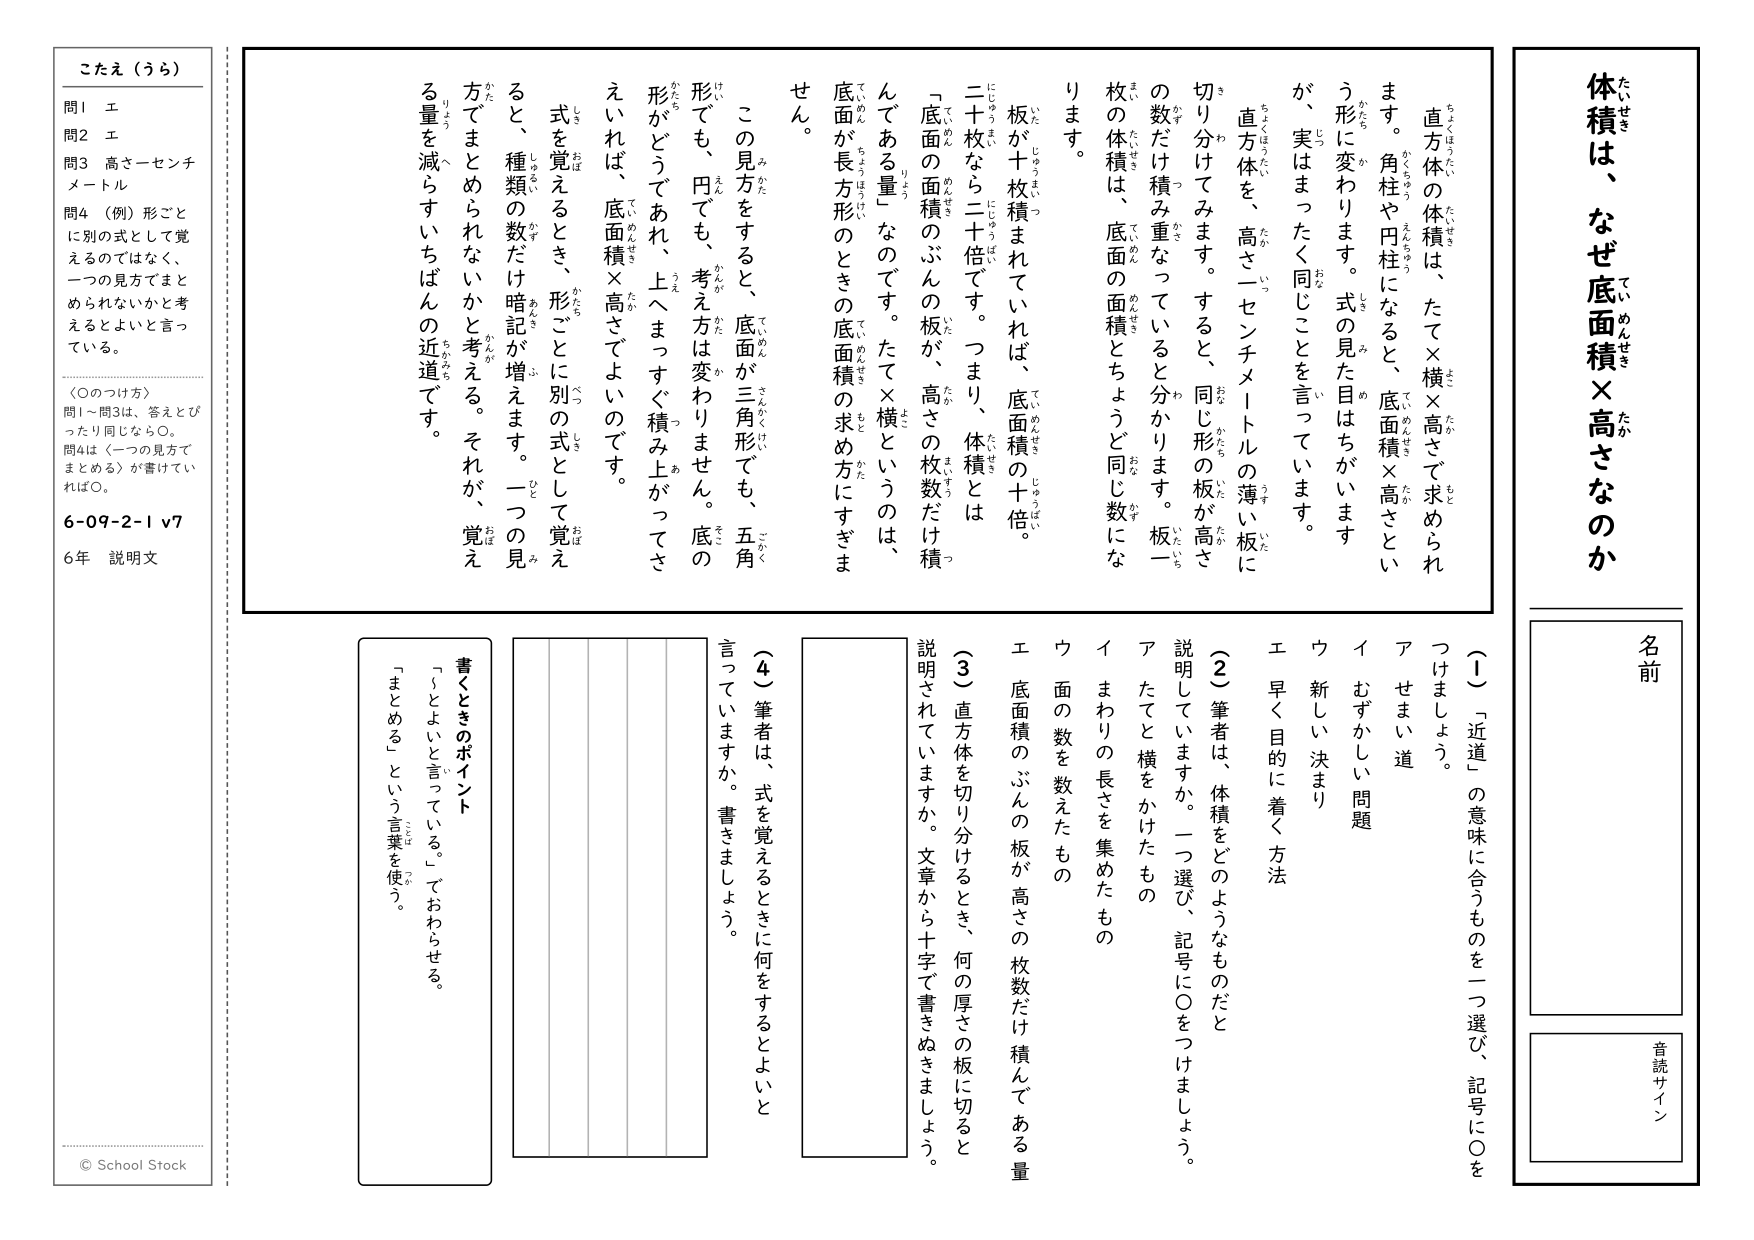 体積は、なぜ底面積×高さなのか
名前
音読サイン
直方体の体積は、たて×横×高さで求められ
ます。角柱や円柱になると、底面積×高さとい
う形に変わります。式の見た目はちがいます
が、実はまったく同じことを言っています。
直方体を、高さ一センチメートルの薄い板に
切り分けてみます。すると、同じ形の板が高さ
の数だけ積み重なっていると分かります。板一
枚の体積は、底面の面積とちょうど同じ数にな
ります。
板が十枚積まれていれば、底面積の十倍。
二十枚なら二十倍です。つまり、体積とは
「底面の面積のぶんの板が、高さの枚数だけ積
んである量」なのです。たて×横というのは、
底面が長方形のときの底面積の求め方にすぎま
せん。
この見方をすると、底面が三角形でも、五角
形でも、円でも、考え方は変わりません。底の
形がどうであれ、上へまっすぐ積み上がってさ
えいれば、底面積×高さでよいのです。
式を覚えるとき、形ごとに別の式として覚え
ると、種類の数だけ暗記が増えます。一つの見
方でまとめられないかと考える。それが、覚え
る量を減らすいちばんの近道です。
(1)「近道」の意味に合うものを一つ選び、記号に○を
つけましょう。
ア せまい道
イ むずかしい問題
ウ 新しい決まり
エ 早く目的に着く方法
(2)筆者は、体積をどのようなものだと
説明していますか。一つ選び、記号に○をつけましょう。
ア たてと横をかけたもの
イ まわりの長さを集めたもの
ウ 面の数を数えたもの
エ 底面積のぶんの板が高さの枚数だけ積んである量
(3)直方体を切り分けるとき、何の厚さの板に切ると
説明されていますか。文章から十字で書きぬきましょう。
(4)筆者は、式を覚えるときに何をするとよいと
言っていますか。書きましょう。
書くときのポイント
「〜とよいと言っている。」でおわらせる。
「まとめる」という言葉を使う。
こたえ（うら）
問1 エ
問2 エ
問3 高さ一センチ
メートル
問4 （例）形ごと
に別の式として覚
えるのではなく、
一つの見方でまと
められないかと考
えるとよいと言っ
ている。
〈○のつけ方〉
問1〜問3は、答えとぴ
ったり同じなら○。
問4は〈一つの見方で
まとめる〉が書けてい
れば○。
6-09-2-1 v7
6年 説明文
© School Stock